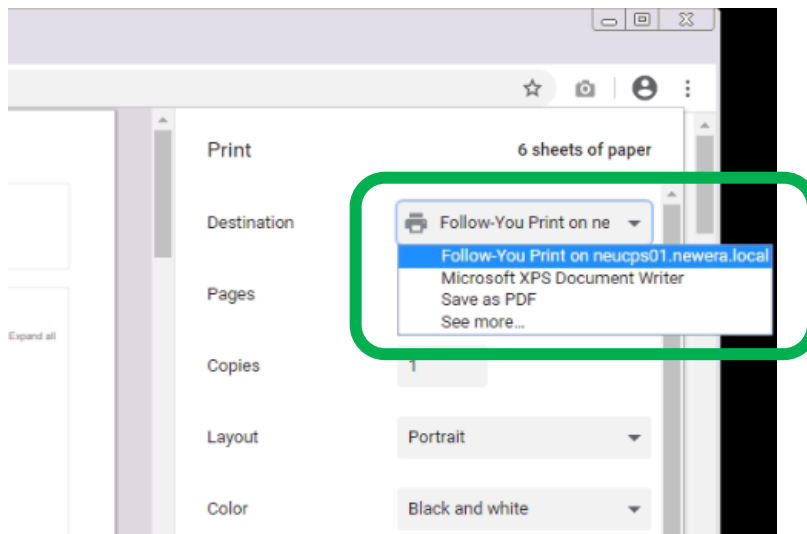 Print 6 sheets of paper
Destination Follow-You Print on ne
Follow-You Print on neucps01.newera.local
Microsoft XPS Document Writer
Pages
Save as PDF
See more...
Expand all
Copies 1
Layout Portrait
Color Black and white